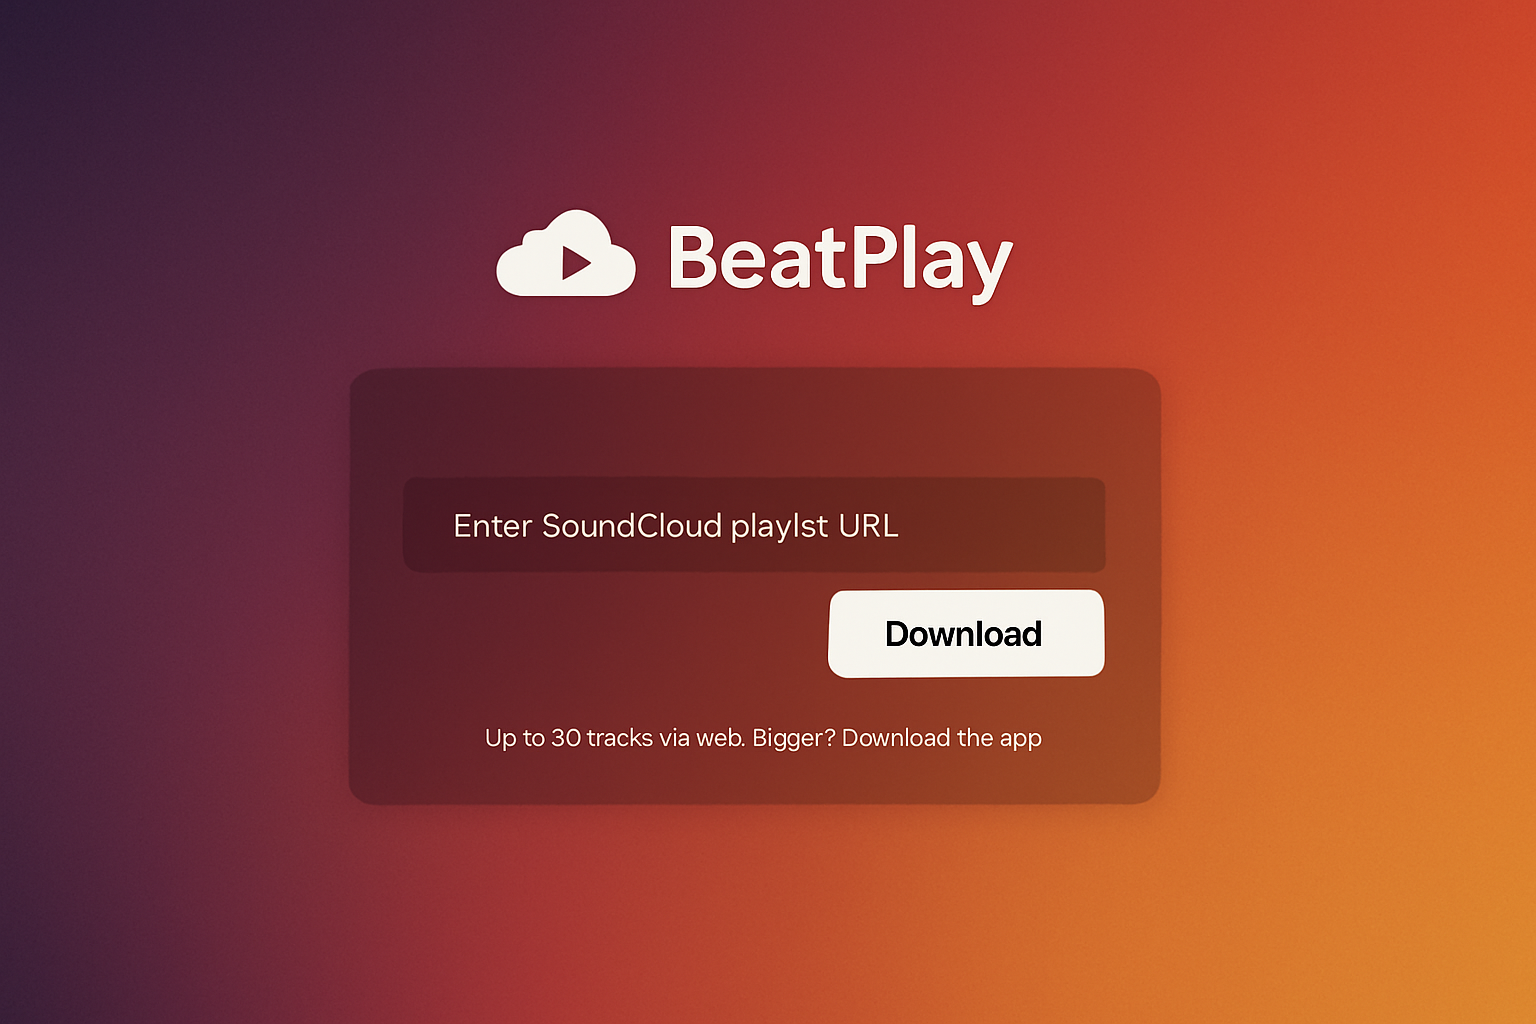 BeatPlay
Enter SoundCloud playlst URL
Download
Up to 30 tracks via web. Bigger? Download the app